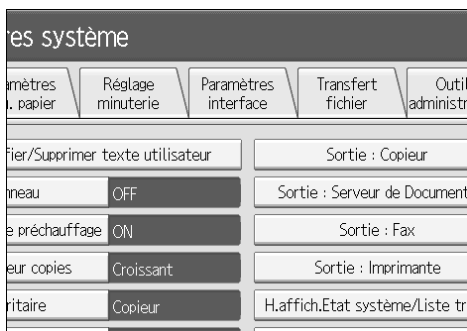 res système
amètres
. papier
Réglage
minuterie
Paramètres
interface
Transfert
fichier
Outil
administr
fier/Supprimer texte utilisateur
Sortie : Copieur
nneau
OFF
Sortie : Serveur de Document
e préchauffage
ON
Sortie : Fax
eur copies
Croissant
Sortie : Imprimante
ritaire
Copieur
H.affich.Etat système/Liste tr